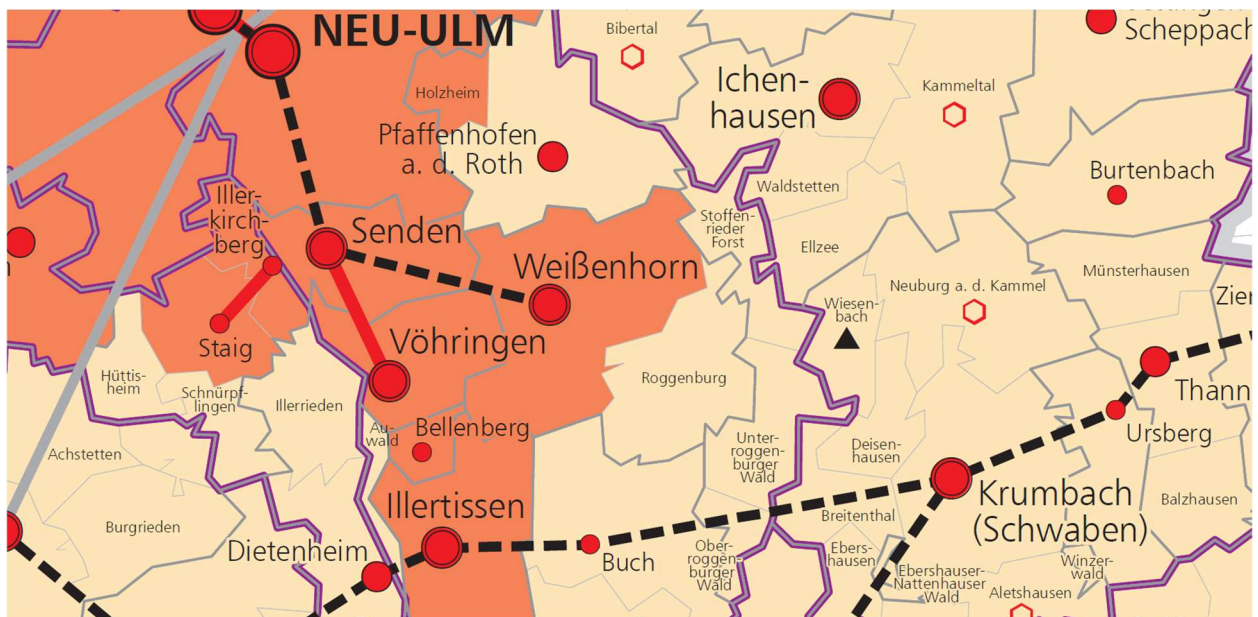 NEU-ULM
Scheppach
Bibertal
Ichen-
hausen
Kammeltal
Holzheim
Pfaffenhofen
a. d. Roth
Burtenbach
Waldstetten
Iller-
kirch-
berg
Stoffen-
rieder
Forst
Senden
Ellzee
Weißenhorn
Münsterhausen
Neuburg a. d. Kammel
Wiesen-
bach
Staig
Vöhringen
Hüttis-
heim
Schnürpf-
lingen
Illerrieden
Roggenburg
Thann
Au-
wald
Bellenberg
Ursberg
Achstetten
Unter-
roggen-
burger
Wald
Deisen-
hausen
Illertissen
Krumbach
(Schwaben)
Balzhausen
Burgrieden
Breitenthal
Dietenheim
Buch
Ober-
roggen-
burger
Wald
Ebers-
hausen
Ebershauser-
Nattenhauser
Wald
Winzer-
wald
Aletshausen